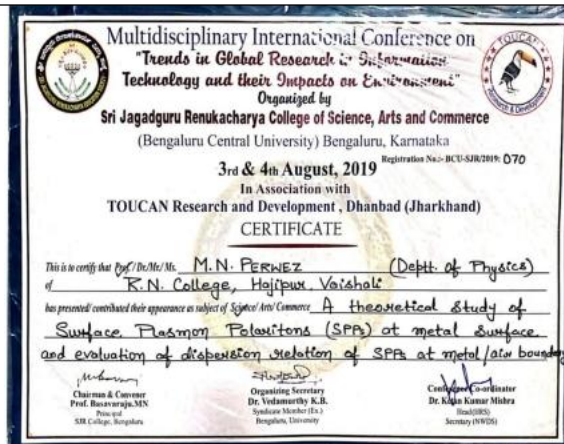 Multidisciplinary International Conference on
"Trends in Global Research in Information
Technology and their Impacts on Environment"
Organized by
Sri Jagadguru Renukacharya College of Science, Arts and Commerce
(Bengaluru Central University) Bengaluru, Karnataka
Registration No:- BCU-SJR/2019: 070
3rd & 4th August, 2019
In Association with
TOUCAN Research and Development, Dhanbad (Jharkhand)
CERTIFICATE
This is to certify that Prof/Dr./Mr./Ms. M.N. PERWEZ (Deptt. of Physics)
of R.N. College, Hajipur, Vaishali
has presented/contributed their appearance as subject of Science/Arts/Commerce A theoretical study of
Surface Plasmon Polaritons (SPPs) at metal surface
and evaluation of dispersion relation of SPPs at metal/air boundary
Chairman & Convener
Prof. Basavaraju.MN
Principal
SJR College, Bengaluru
Organizing Secretary
Dr. Vedamurthy K.B.
Syndicate Member (Ex.)
Bengaluru, University
Conference Co-ordinator
Dr. Kumar Mishra
Head(HRS)
Secretary (NWDS)
TOUCAN
Research & Development